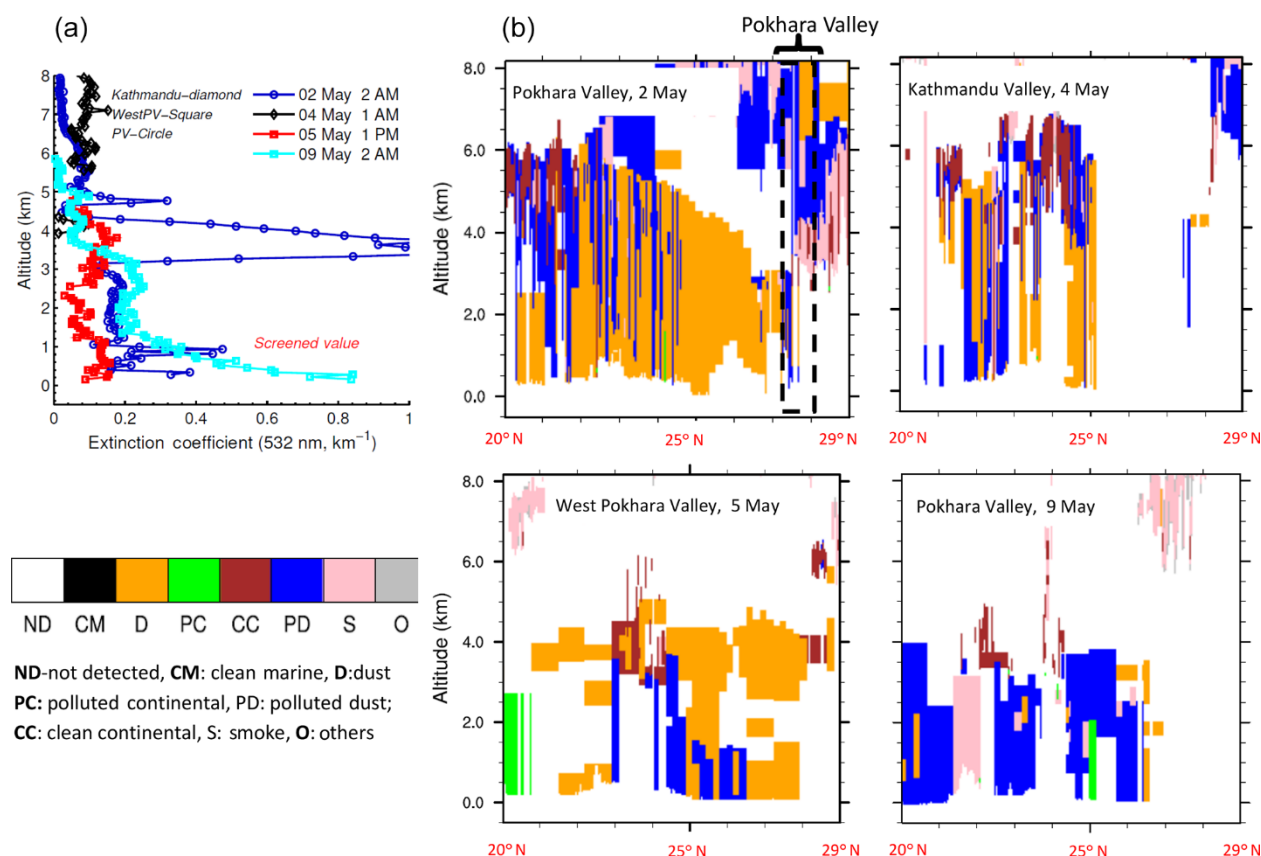 (a)
8
7
6
5
4
3
2
1
0
Altitude (km)
Kathmandu-diamond
WestPV-Square
PV-Circle
02 May 2 AM
04 May 1 AM
05 May 1 PM
09 May 2 AM
Screened value
0 0.2 0.4 0.6 0.8 1
Extinction coefficient (532 nm, km⁻¹)
ND CM D PC CC PD S O
ND-not detected, CM: clean marine, D:dust
PC: polluted continental, PD: polluted dust;
CC: clean continental, S: smoke, O: others
(b)
Pokhara Valley
Pokhara Valley, 2 May
8.0
6.0
4.0
2.0
0.0
Altitude (km)
20° N 25° N 29° N
Kathmandu Valley, 4 May
20° N 25° N 29° N
West Pokhara Valley, 5 May
8.0
6.0
4.0
2.0
0.0
Altitude (km)
20° N 25° N 29° N
Pokhara Valley, 9 May
20° N 25° N 29° N